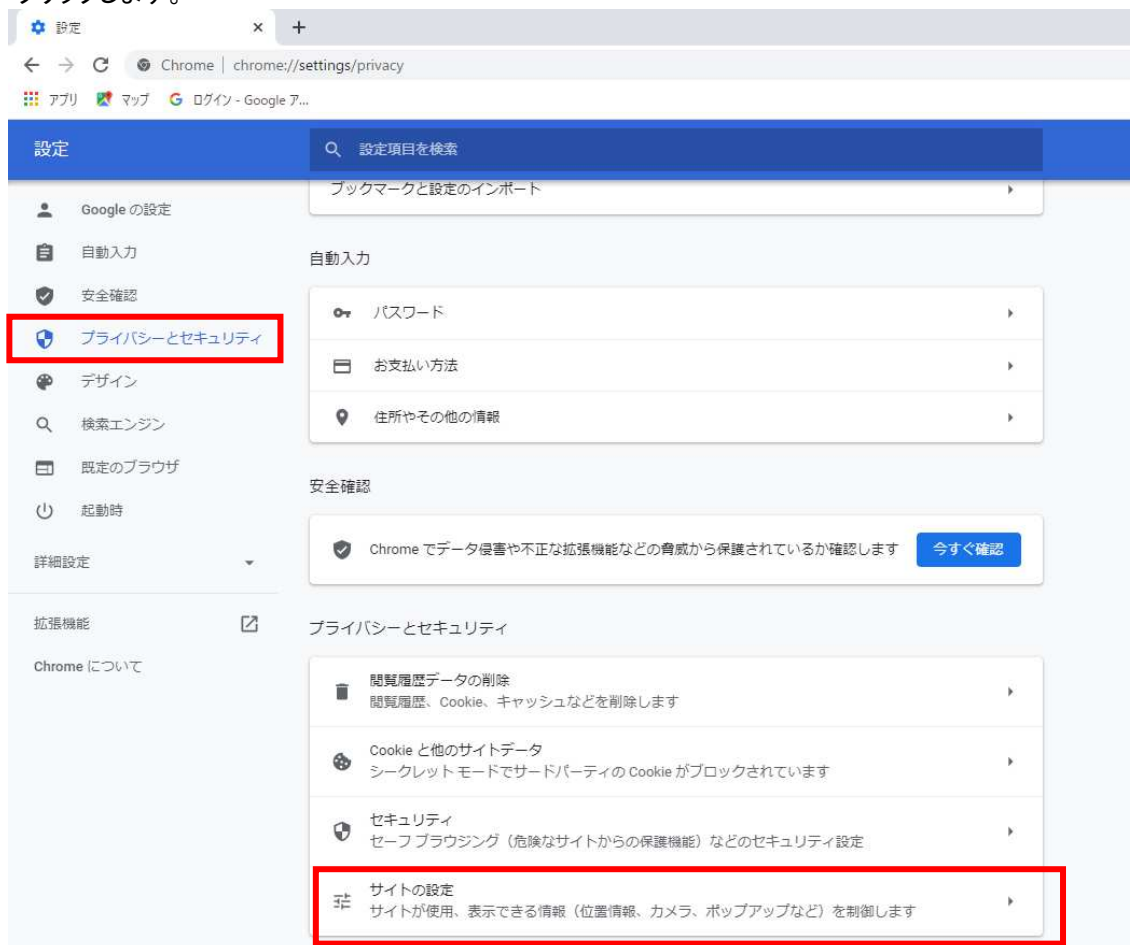 クリックします。
設定
Chrome | chrome://settings/privacy
アプリ マップ ログイン - Google ア...
設定
設定項目を検索
Google の設定
自動入力
安全確認
プライバシーとセキュリティ
デザイン
検索エンジン
既定のブラウザ
起動時
詳細設定
拡張機能
Chrome について
ブックマークと設定のインポート
自動入力
パスワード
お支払い方法
住所やその他の情報
安全確認
Chrome でデータ侵害や不正な拡張機能などの脅威から保護されているか確認します 今すぐ確認
プライバシーとセキュリティ
閲覧履歴データの削除
閲覧履歴、Cookie、キャッシュなどを削除します
Cookie と他のサイトデータ
シークレット モードでサードパーティの Cookie がブロックされています
セキュリティ
セーフ ブラウジング（危険なサイトからの保護機能）などのセキュリティ設定
サイトの設定
サイトが使用、表示できる情報（位置情報、カメラ、ポップアップなど）を制御します